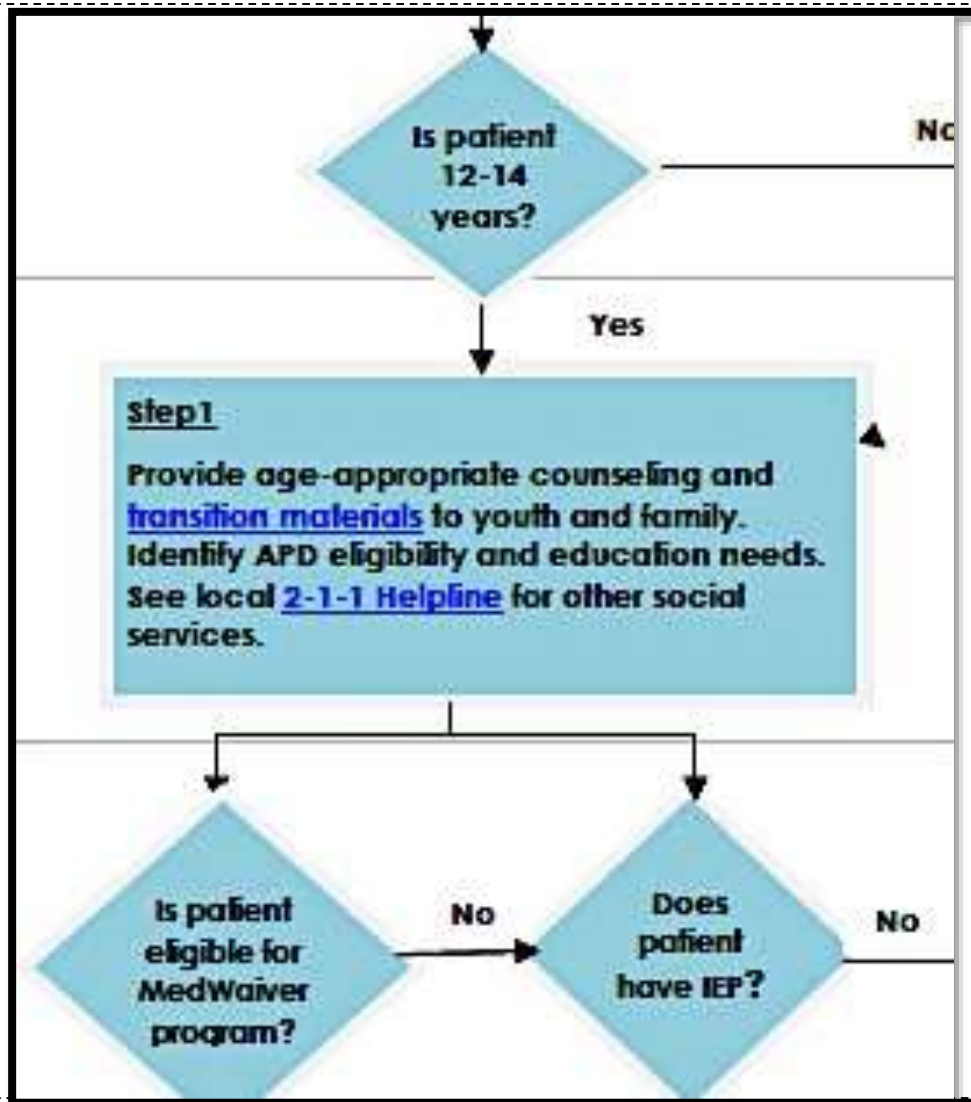 Is patient
12-14
years?
No
Yes
Step1
Provide age-appropriate counseling and
transition materials to youth and family.
Identify APD eligibility and education needs.
See local 2-1-1 Helpline for other social
services.
Is patient
eligible for
MedWaiver
program?
No
Does
patient
have IEP?
No